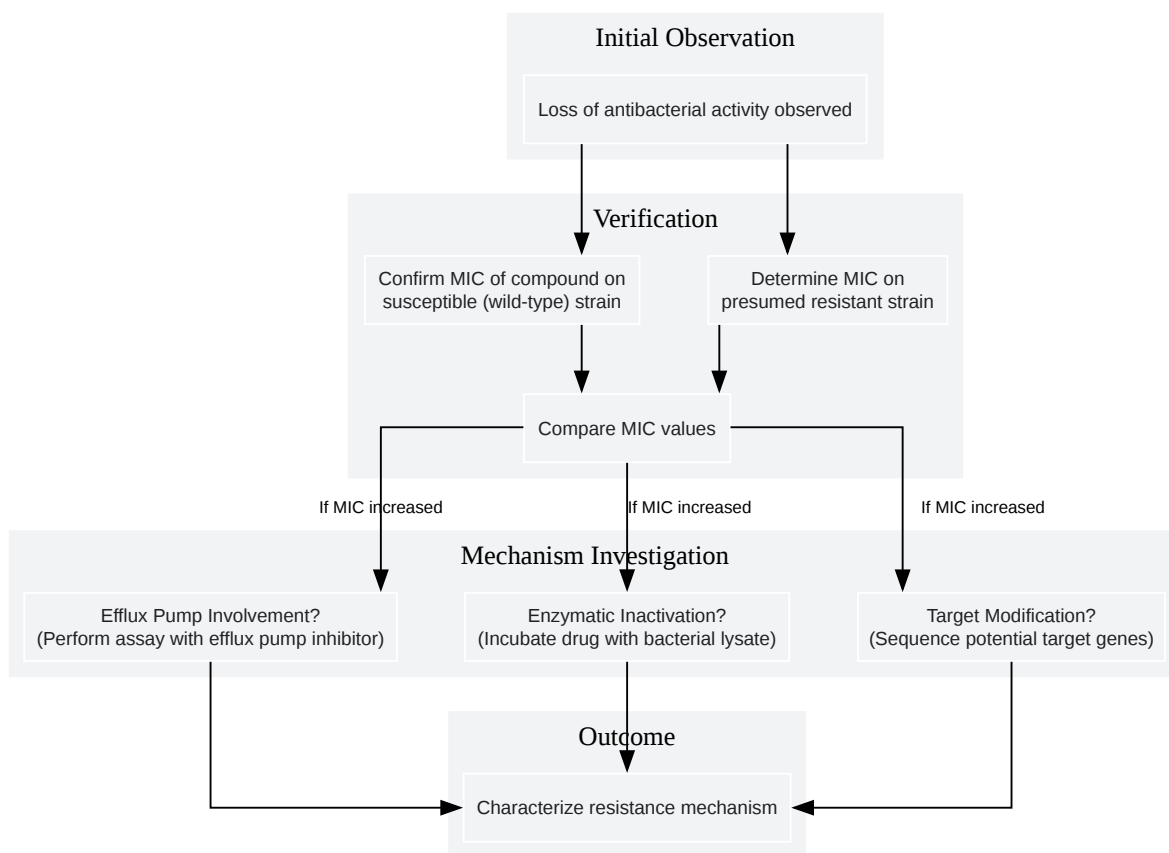 Initial Observation
Loss of antibacterial activity observed
Verification
Confirm MIC of compound on
susceptible (wild-type) strain
Determine MIC on
presumed resistant strain
Compare MIC values
If MIC increased
If MIC increased
If MIC increased
Mechanism Investigation
Efflux Pump Involvement?
(Perform assay with efflux pump inhibitor)
Enzymatic Inactivation?
(Incubate drug with bacterial lysate)
Target Modification?
(Sequence potential target genes)
Outcome
Characterize resistance mechanism